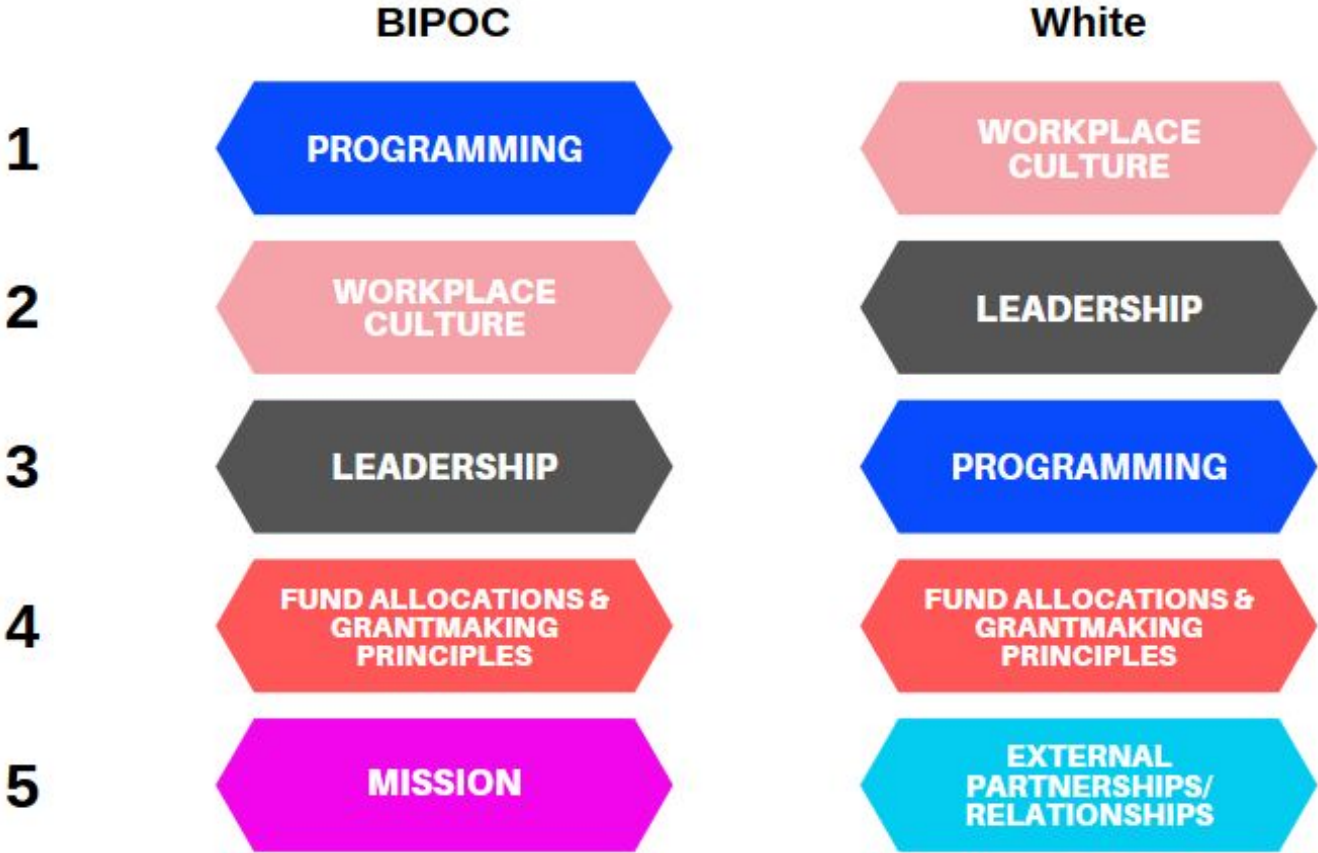 BIPOC White
1 PROGRAMMING WORKPLACE
CULTURE
2 WORKPLACE
CULTURE LEADERSHIP
3 LEADERSHIP PROGRAMMING
4 FUND ALLOCATIONS &
GRANTMAKING
PRINCIPLES FUND ALLOCATIONS &
GRANTMAKING
PRINCIPLES
5 MISSION EXTERNAL
PARTNERSHIPS/
RELATIONSHIPS